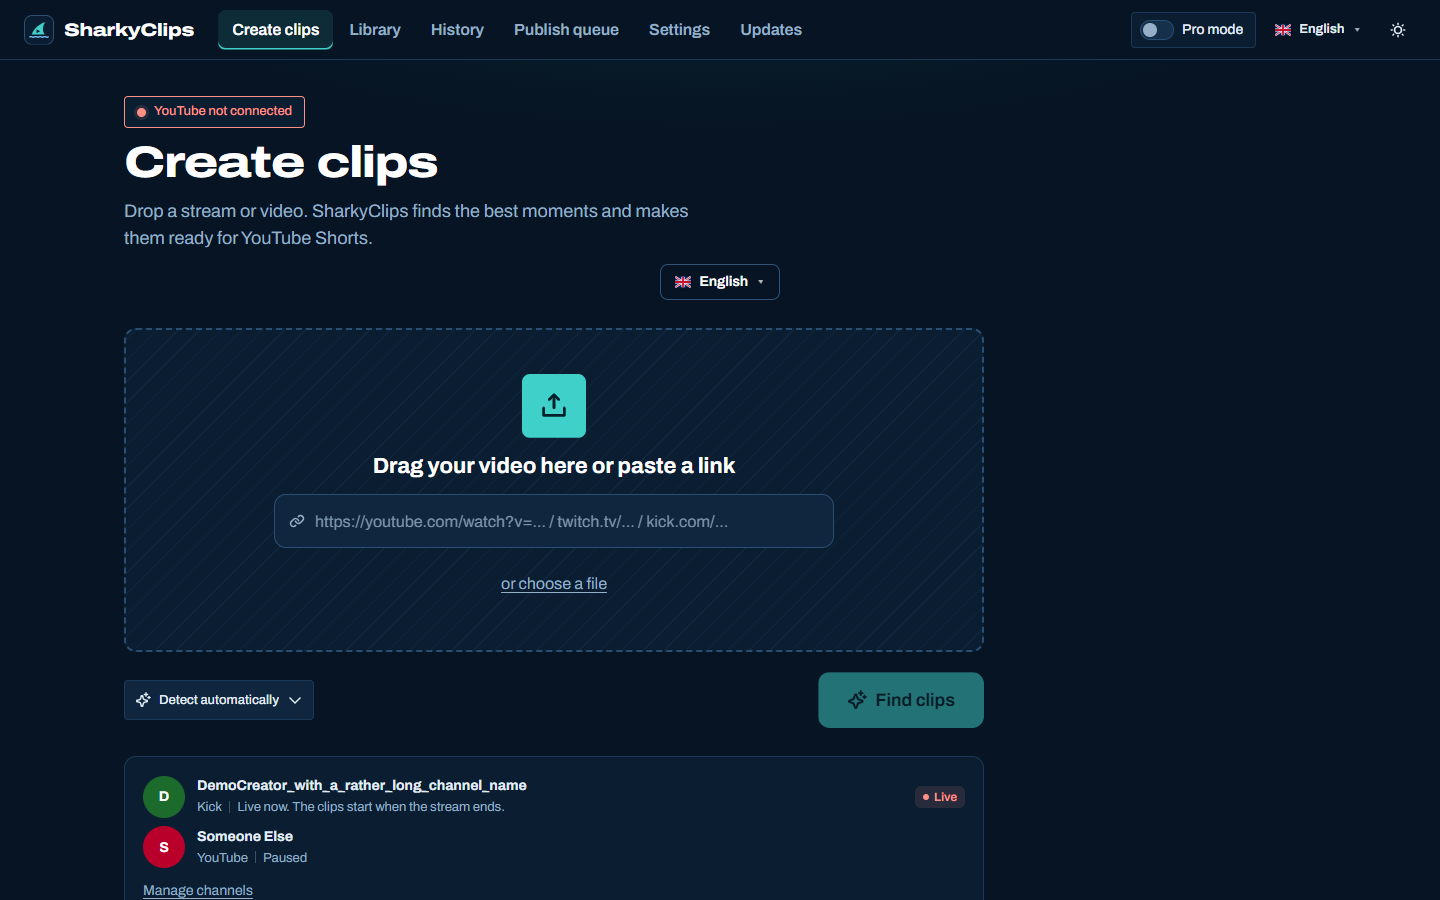 SharkyClips
Create clips
Library
History
Publish queue
Settings
Updates
Pro mode
English
YouTube not connected
Create clips
Drop a stream or video. SharkyClips finds the best moments and makes
them ready for YouTube Shorts.
English
Drag your video here or paste a link
https://youtube.com/watch?v=... / twitch.tv/... / kick.com/...
or choose a file
Detect automatically
Find clips
D
DemoCreator_with_a_rather_long_channel_name
Kick | Live now. The clips start when the stream ends.
Live
S
Someone Else
YouTube | Paused
Manage channels